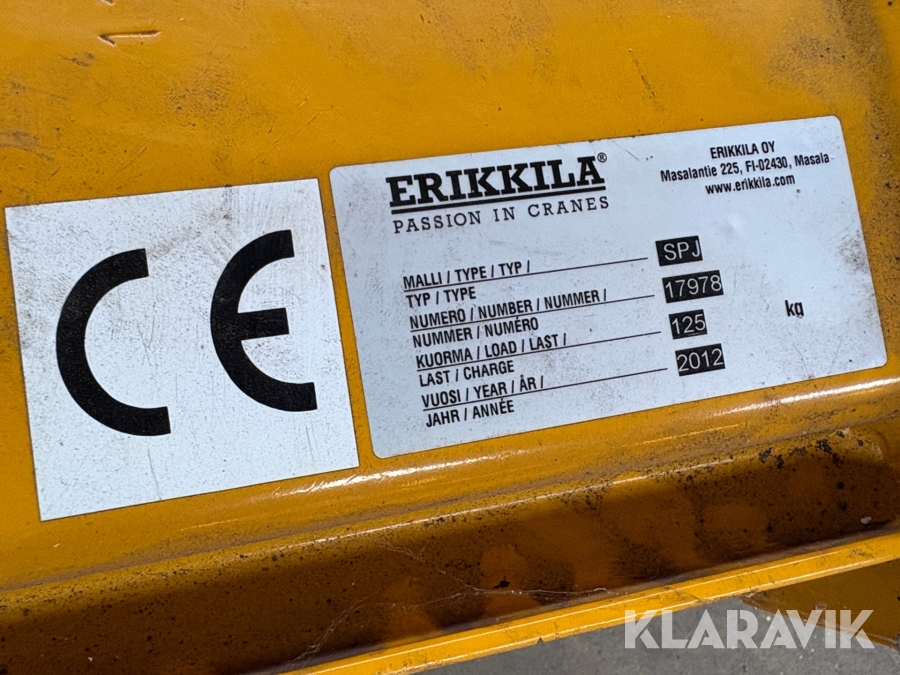 CE
ERIKKILA®
PASSION IN CRANES
ERIKKILA OY
Masalantie 225, FI-02430, Masala
www.erikkila.com
MALLI / TYPE / TYP / SPJ
TYP / TYPE
NUMERO / NUMBER / NUMMER / 17978
NUMMER / NUMÉRO
KUORMA / LOAD / LAST / 125 kg
LAST / CHARGE
VUOSI / YEAR / ÅR / 2012
JAHR / ANNÉE
KLARAVIK